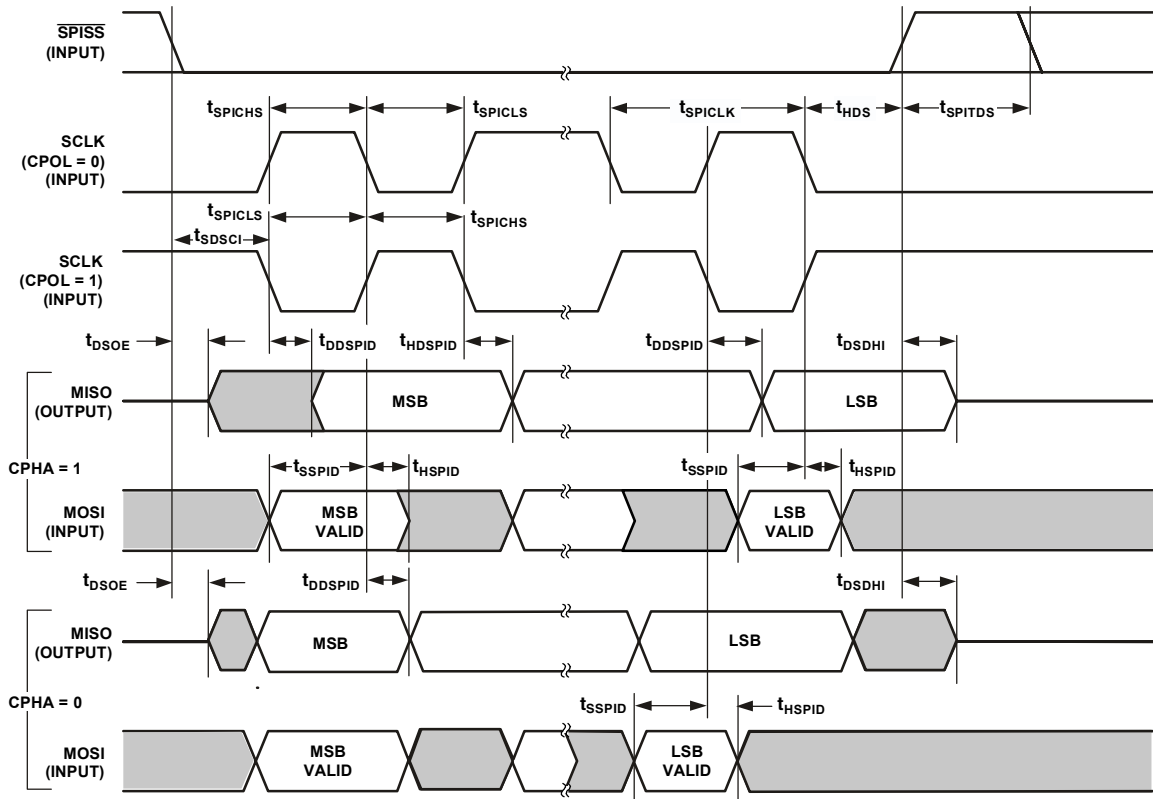 SPISS
(INPUT)
tSPICHS
tSPICLS
tSPICLK
tHDS
tSPITDS
SCLK
(CPOL = 0)
(INPUT)
tSPICLS
tSPICHS
tSDSCI
SCLK
(CPOL = 1)
(INPUT)
tDSOE
tDDSPID
tHDSPID
tDDSPID
tDSDHI
MISO
(OUTPUT)
MSB
LSB
CPHA = 1
tSSPID
tHSPID
tSSPID
tHSPID
MOSI
(INPUT)
MSB
VALID
LSB
VALID
tDSOE
tDDSPID
tDSDHI
MISO
(OUTPUT)
MSB
LSB
CPHA = 0
tSSPID
tHSPID
MOSI
(INPUT)
MSB
VALID
LSB
VALID